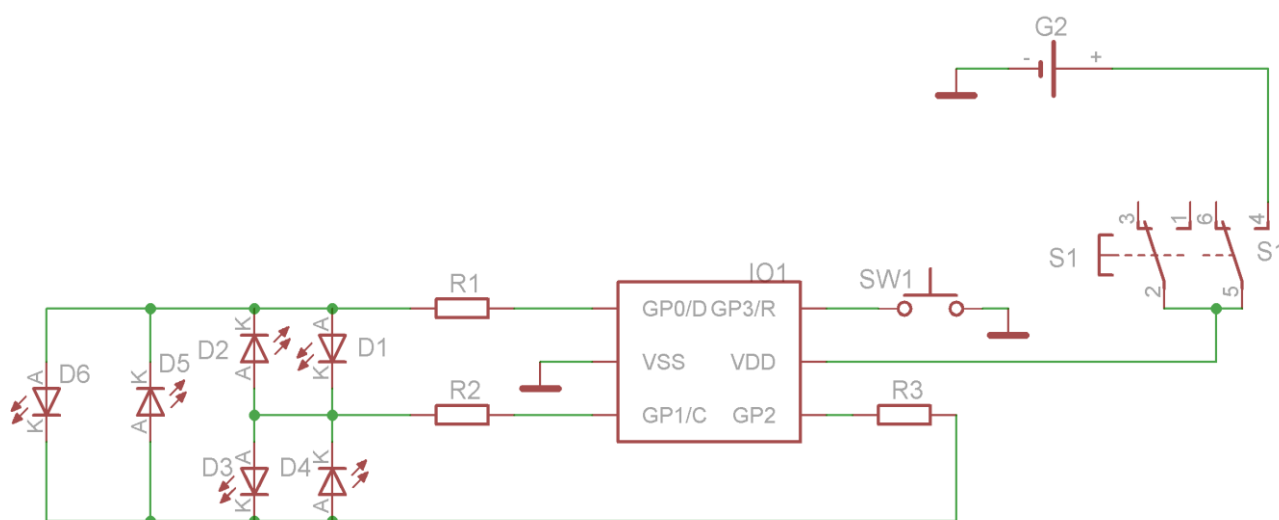 G2
- +
3 1 6 4
S1 S1
2 5
IO1
SW1
R1
GP0/D GP3/R
VSS VDD
GP1/C GP2
R2
R3
K A
D2 D1
A K
A K
D6 D5
K A
A K
D3 D4
K A